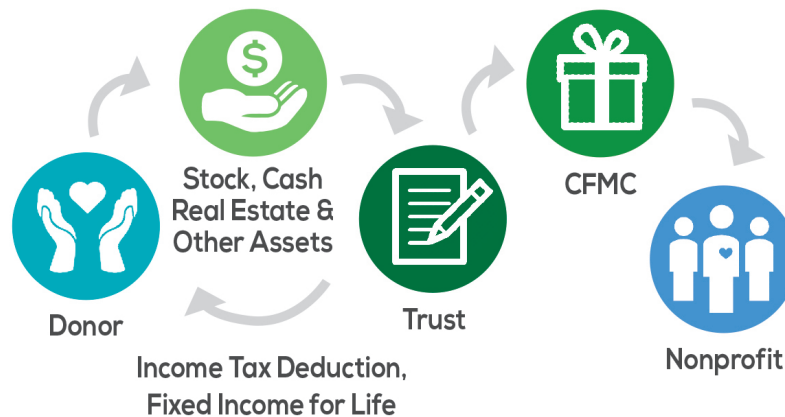 $
Stock, Cash
Real Estate &
Other Assets
CFMC
Donor
Trust
Nonprofit
Income Tax Deduction,
Fixed Income for Life